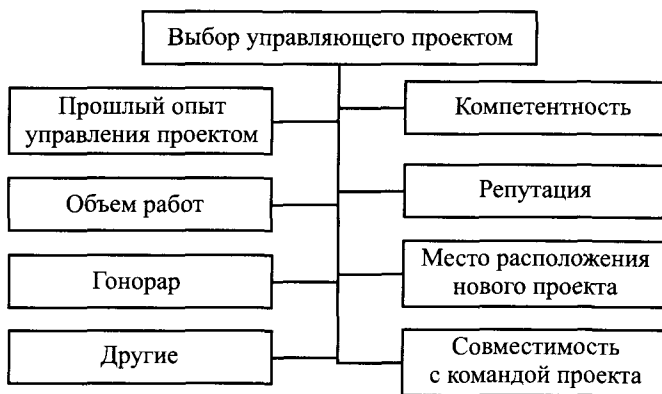 Выбор управляющего проектом
Прошлый опыт
управления проектом
Компетентность
Объем работ
Репутация
Гонорар
Место расположения
нового проекта
Другие
Совместимость
с командой проекта